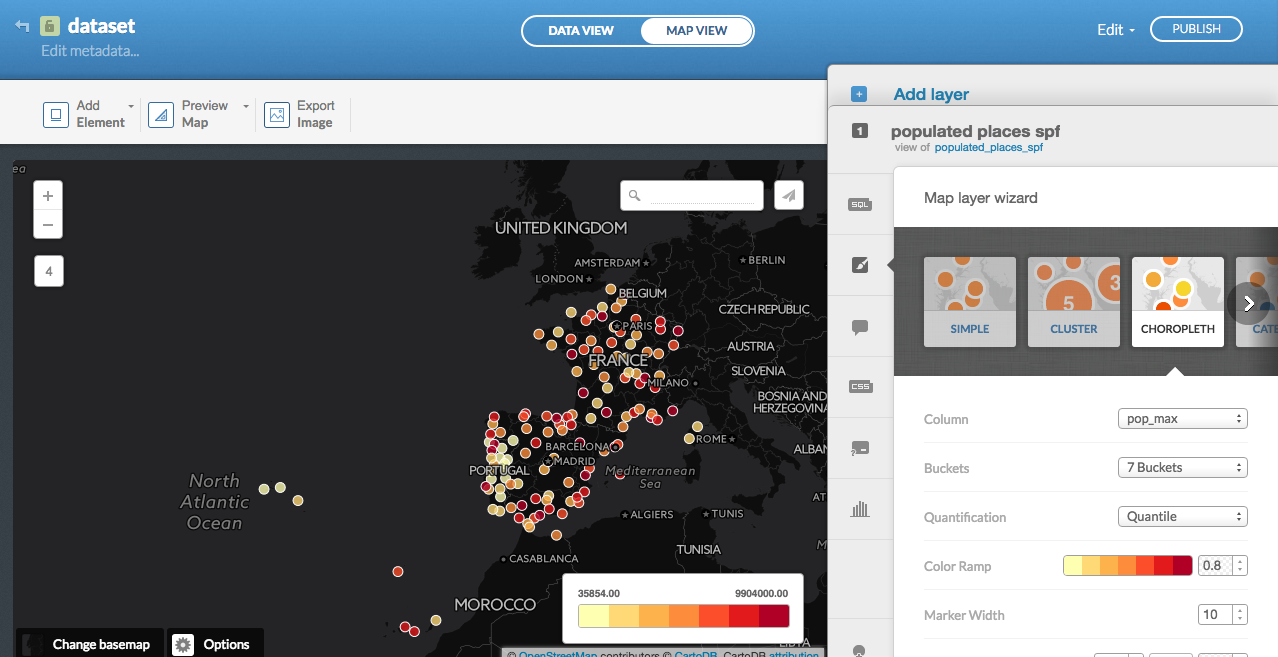 dataset
Edit metadata...
DATA VIEW
MAP VIEW
Edit
PUBLISH
Add Element
Preview Map
Export Image
Add layer
1
populated places spf
view of populated_places_spf
SQL
CSS
Map layer wizard
SIMPLE
5
3
CLUSTER
CHOROPLETH
CATE
Column
pop_max
Buckets
7 Buckets
Quantification
Quantile
Color Ramp
0.8
Marker Width
10
ea
+
−
4
UNITED KINGDOM
AMSTERDAM
BERLIN
LONDON
BELGIUM
CZECH REPUBLIC
PARIS
AUSTRIA
FRANCE
SLOVENIA
MILANO
BOSNIA AND
HERZEGOVINA
ROME
BARCELONA
ALBAN
MADRID
PORTUGAL
Mediterranean
Sea
North
Atlantic
Ocean
AT
ALGIERS
TUNIS
TUNISIA
M
CASABLANCA
MOROCCO
LIBYA
35854.00
9904000.00
Change basemap
Options
© OpenStreetMap contributors © CartoDB, CartoDB attribution